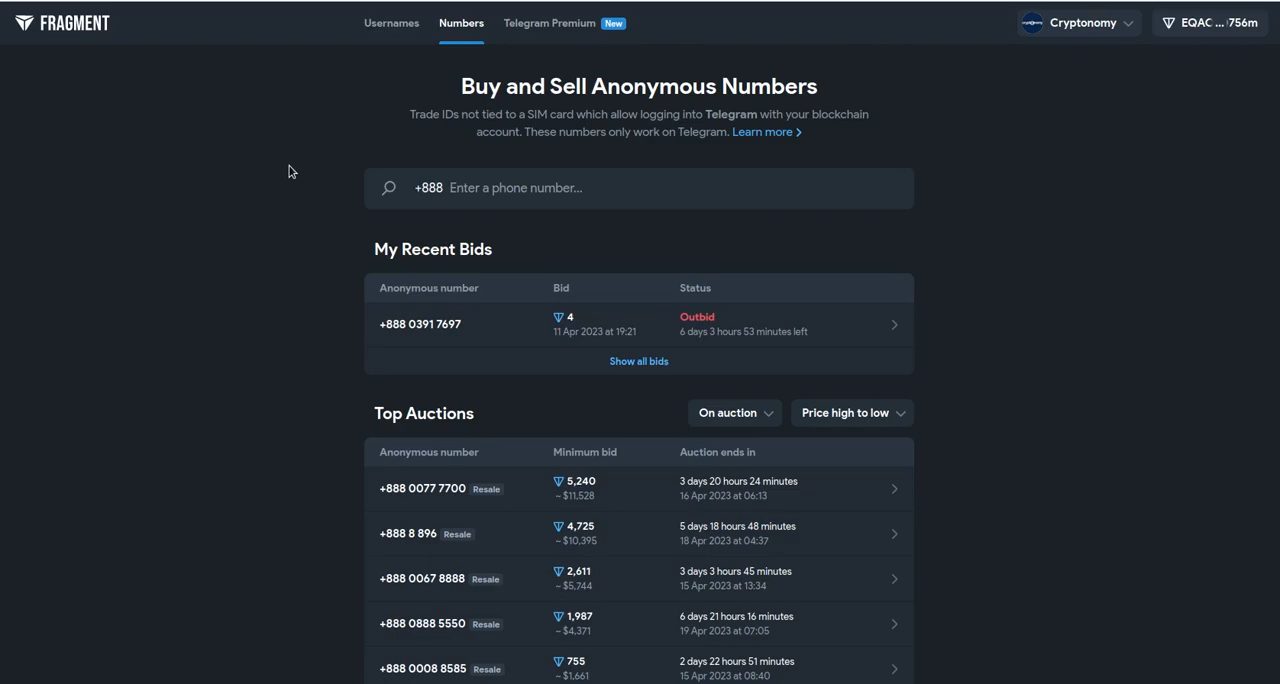 FRAGMENT
Usernames
Numbers
Telegram Premium New
Cryptonomy
EQAC ... 756m
Buy and Sell Anonymous Numbers
Trade IDs not tied to a SIM card which allow logging into Telegram with your blockchain
account. These numbers only work on Telegram. Learn more
+888 Enter a phone number...
My Recent Bids
Anonymous number Bid Status
+888 0391 7697
4
11 Apr 2023 at 19:21
Outbid
6 days 3 hours 53 minutes left
Show all bids
Top Auctions
On auction
Price high to low
Anonymous number Minimum bid Auction ends in
+888 0077 7700 Resale
5,240
~ $11,528
3 days 20 hours 24 minutes
16 Apr 2023 at 06:13
+888 8 896 Resale
4,725
~ $10,395
5 days 18 hours 48 minutes
18 Apr 2023 at 04:37
+888 0067 8888 Resale
2,611
~ $5,744
3 days 3 hours 45 minutes
15 Apr 2023 at 13:34
+888 0888 5550 Resale
1,987
~ $4,371
6 days 21 hours 16 minutes
19 Apr 2023 at 07:05
+888 0008 8585 Resale
755
~ $1,661
2 days 22 hours 51 minutes
15 Apr 2023 at 08:40